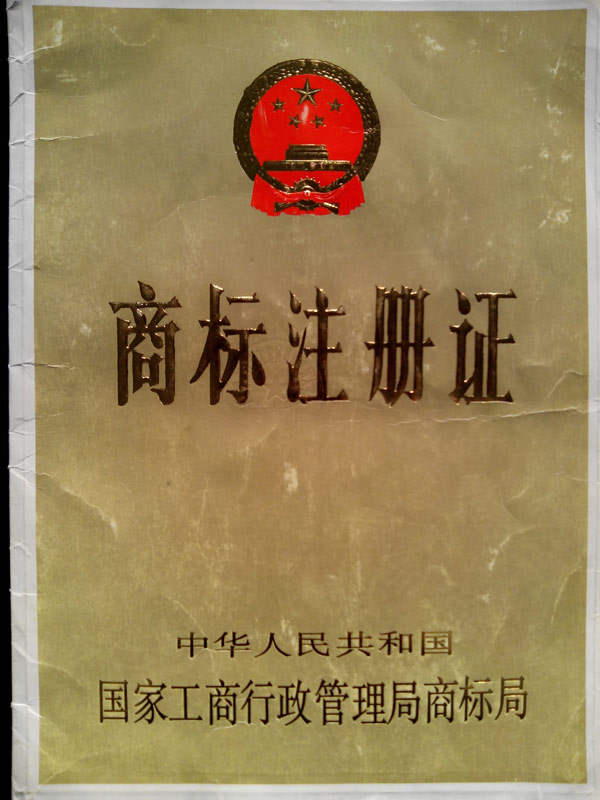 商标注册证
中华人民共和国
国家工商行政管理局商标局